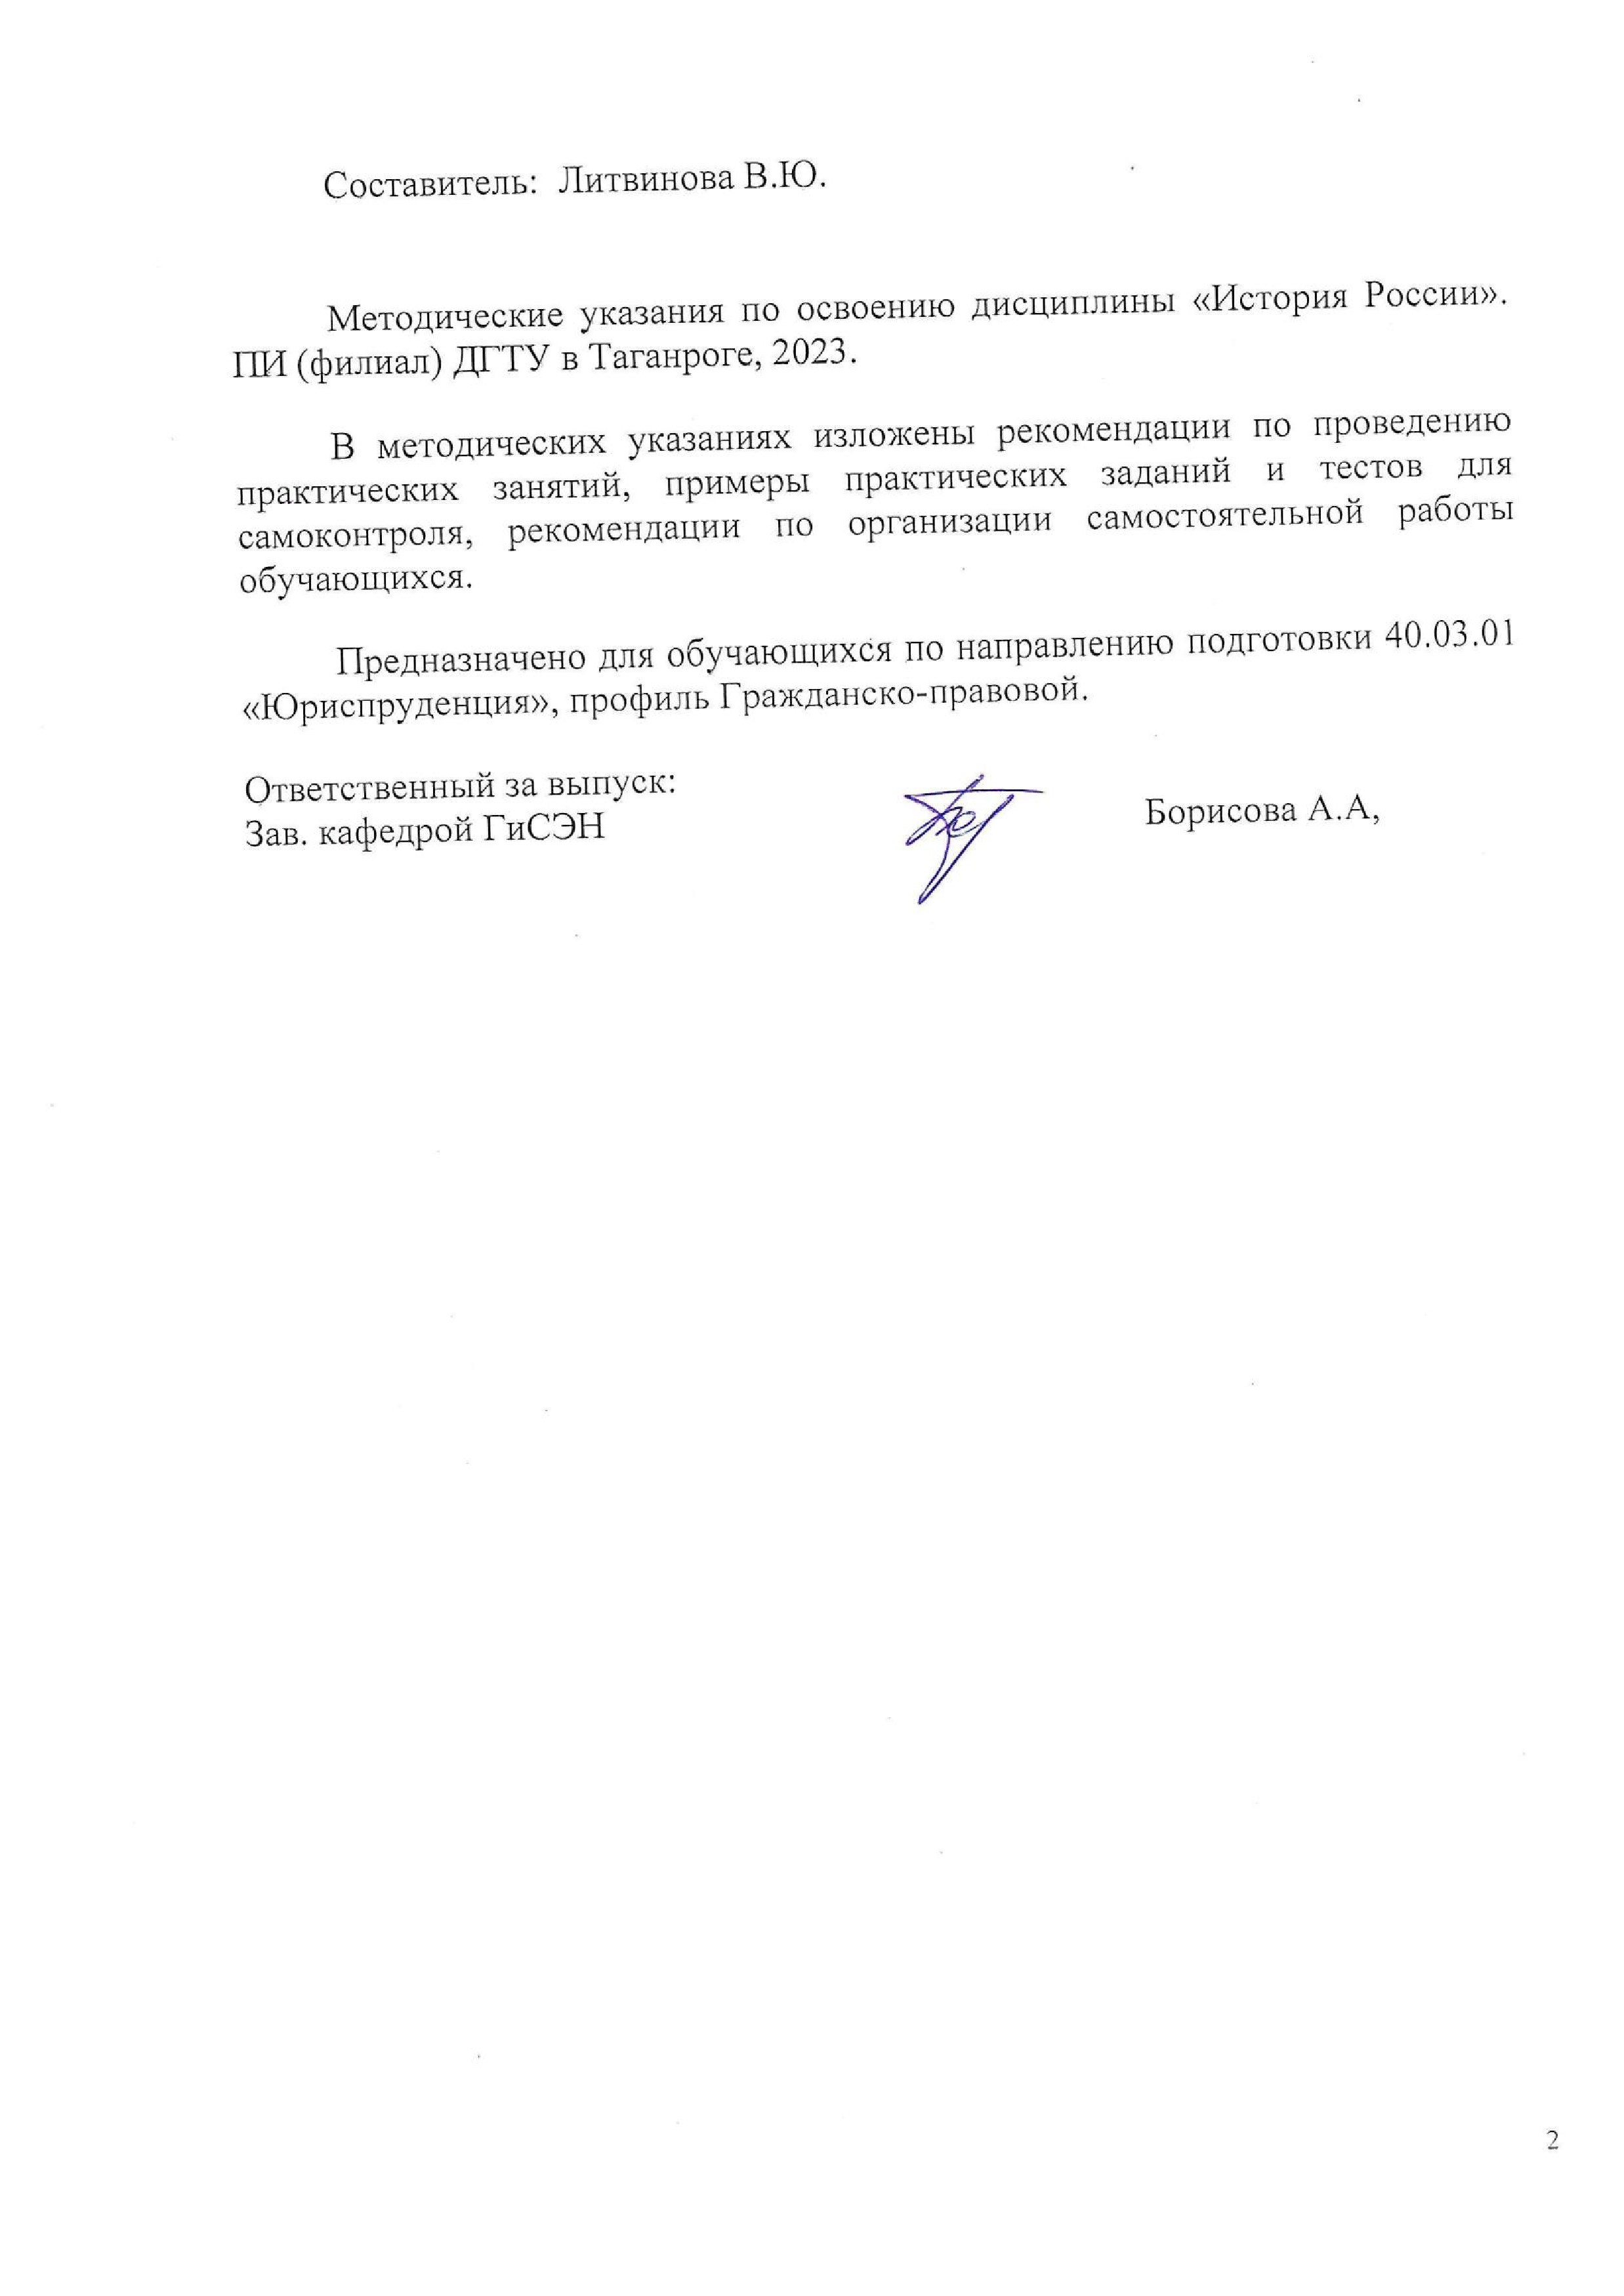 Составитель: Литвинова В.Ю.
Методические указания по освоению дисциплины «История России».
ПИ (филиал) ДГТУ в Таганроге, 2023.
В методических указаниях изложены рекомендации по проведению
практических занятий, примеры практических заданий и тестов для
самоконтроля, рекомендации по организации самостоятельной работы
обучающихся.
Предназначено для обучающихся по направлению подготовки 40.03.01
«Юриспруденция», профиль Гражданско-правовой.
Ответственный за выпуск:
Зав. кафедрой ГиСЭН
Борисова А.А,
2